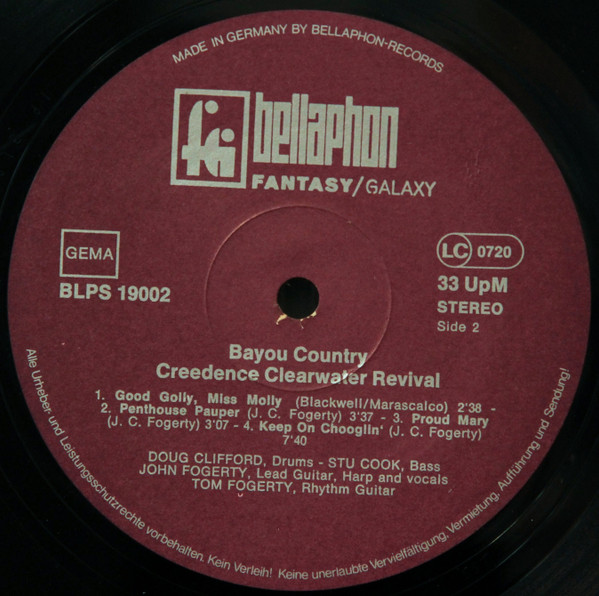 MADE IN GERMANY BY BELLAPHON-RECORDS
fg bellaphon
FANTASY/GALAXY
GEMA
LC 0720
BLPS 19002
33 UpM
STEREO
Side 2
Bayou Country
Creedence Clearwater Revival
1. Good Golly, Miss Molly (Blackwell/Marascalco) 2'38 -
2. Penthouse Pauper (J. C. Fogerty) 3'37 - 3. Proud Mary
(J. C. Fogerty) 3'07 - 4. Keep On Chooglin' (J. C. Fogerty)
7'40
DOUG CLIFFORD, Drums - STU COOK, Bass
JOHN FOGERTY, Lead Guitar, Harp and vocals
TOM FOGERTY, Rhythm Guitar
Alle Urheber- und Leistungsschutzrechte vorbehalten. Kein Verleih! Keine unerlaubte Vervielfältigung, Vermietung, Aufführung und Sendung!